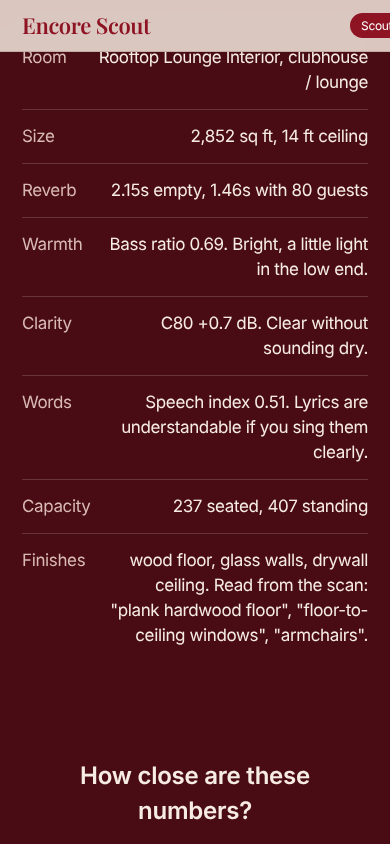 Encore Scout
Scout
Room
Rooftop Lounge Interior, clubhouse
/ lounge
Size
2,852 sq ft, 14 ft ceiling
Reverb
2.15s empty, 1.46s with 80 guests
Warmth
Bass ratio 0.69. Bright, a little light
in the low end.
Clarity
C80 +0.7 dB. Clear without
sounding dry.
Words
Speech index 0.51. Lyrics are
understandable if you sing them
clearly.
Capacity
237 seated, 407 standing
Finishes
wood floor, glass walls, drywall
ceiling. Read from the scan:
"plank hardwood floor", "floor-to-
ceiling windows", "armchairs".
How close are these
numbers?